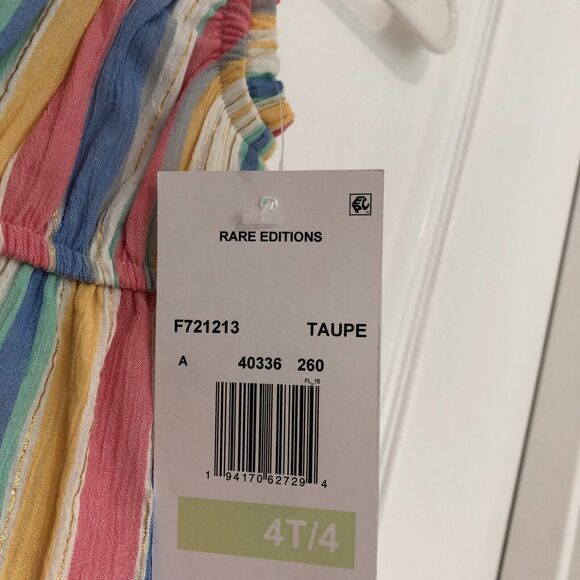 RARE EDITIONS
F721213 TAUPE
A 40336 260
FL_15
1 94170 62729 4
4T/4